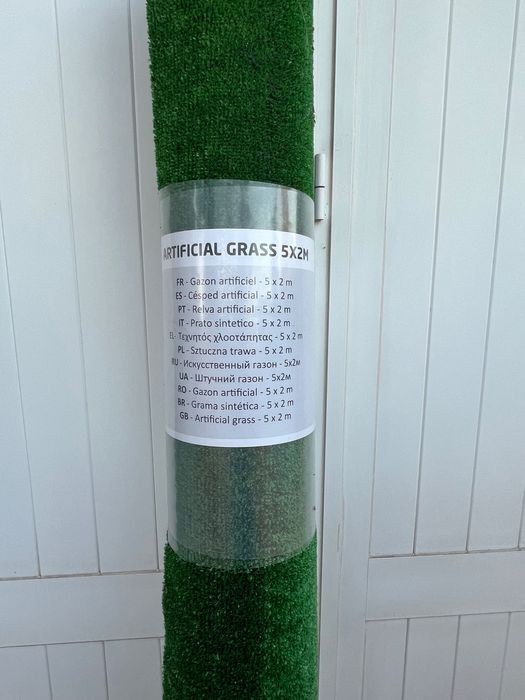 ARTIFICIAL GRASS 5X2M
FR - Gazon artificiel - 5 x 2 m
ES - Césped artificial - 5 x 2 m
PT - Relva artificial - 5 x 2 m
IT - Prato sintetico - 5 x 2 m
EL- Τεχνητός χλοοτάπητας - 5 x 2 m
PL - Sztuczna trawa - 5 x 2 m
RU - Искусственный газон - 5х2м
UA - Штучний газон - 5х2м
RO - Gazon artificial - 5 x 2 m
BR - Grama sintética - 5 x 2 m
GB - Artificial grass - 5 x 2 m